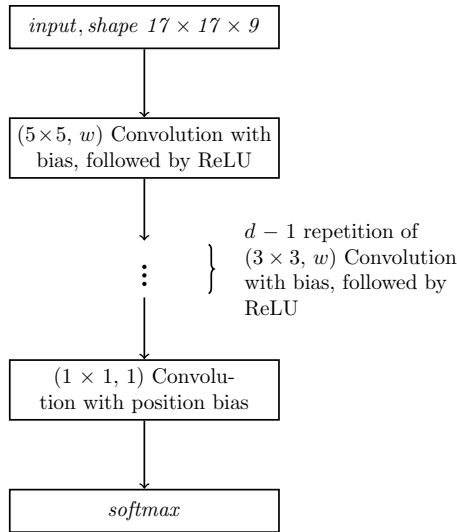 input, shape 17 × 17 × 9
(5×5, w) Convolution with
bias, followed by ReLU
d − 1 repetition of
(3 × 3, w) Convolution
with bias, followed by
ReLU
(1 × 1, 1) Convolu-
tion with position bias
softmax